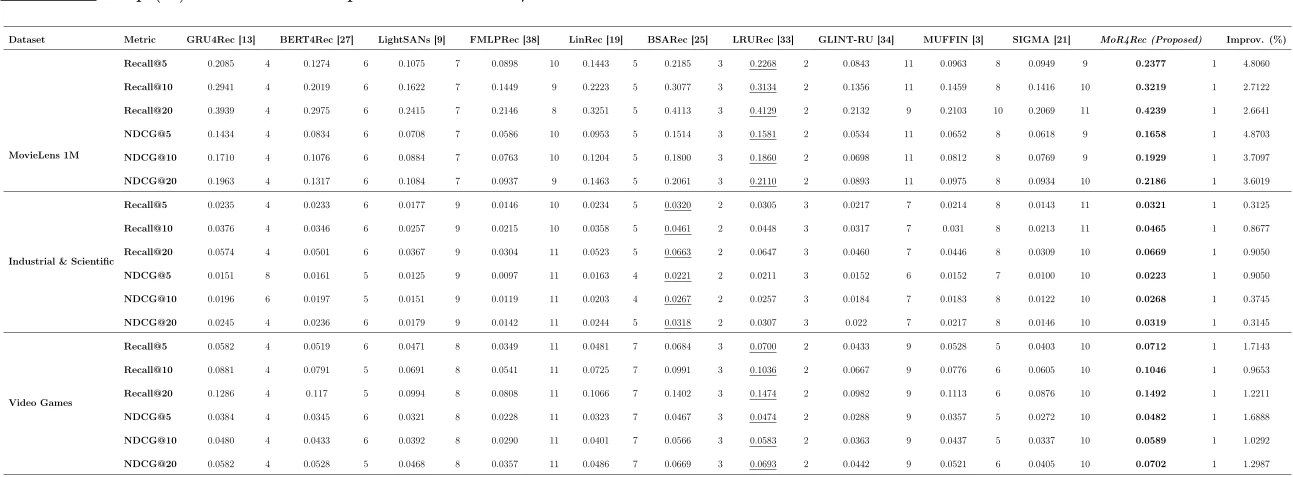 Dataset Metric GRU4Rec [13] BERT4Rec [27] LightSANs [9] FMLPRec [38] LinRec [19] BSARec [25] LRURec [33] GLINT-RU [34] MUFFIN [3] SIGMA [21] MoR4Rec (Proposed) Improv. (%)
Recall@5 0.2085 4 0.1274 6 0.1075 7 0.0898 10 0.1443 5 0.2185 3 0.2268 2 0.0843 11 0.0963 8 0.0949 9 0.2377 1 4.8060
Recall@10 0.2941 4 0.2019 6 0.1622 7 0.1449 9 0.2223 5 0.3077 3 0.3134 2 0.1356 11 0.1459 8 0.1416 10 0.3219 1 2.7122
Recall@20 0.3939 4 0.2975 6 0.2415 7 0.2146 8 0.3251 5 0.4113 3 0.4129 2 0.2132 9 0.2103 10 0.2069 11 0.4239 1 2.6641
NDCG@5 0.1434 4 0.0834 6 0.0708 7 0.0586 10 0.0953 5 0.1514 3 0.1581 2 0.0534 11 0.0652 8 0.0618 9 0.1658 1 4.8703
MovieLens 1M
NDCG@10 0.1710 4 0.1076 6 0.0884 7 0.0763 10 0.1204 5 0.1800 3 0.1860 2 0.0698 11 0.0812 8 0.0769 9 0.1929 1 3.7097
NDCG@20 0.1963 4 0.1317 6 0.1084 7 0.0937 9 0.1463 5 0.2061 3 0.2110 2 0.0893 11 0.0975 8 0.0934 10 0.2186 1 3.6019
Recall@5 0.0235 4 0.0233 6 0.0177 9 0.0146 10 0.0234 5 0.0320 2 0.0305 3 0.0217 7 0.0214 8 0.0143 11 0.0321 1 0.3125
Recall@10 0.0376 4 0.0346 6 0.0257 9 0.0215 10 0.0358 5 0.0461 2 0.0448 3 0.0317 7 0.031 8 0.0213 11 0.0465 1 0.8677
Recall@20 0.0574 4 0.0501 6 0.0367 9 0.0304 11 0.0523 5 0.0663 2 0.0647 3 0.0460 7 0.0446 8 0.0309 10 0.0669 1 0.9050
Industrial & Scientific
NDCG@5 0.0151 8 0.0161 5 0.0125 9 0.0097 11 0.0163 4 0.0221 2 0.0211 3 0.0152 6 0.0152 7 0.0100 10 0.0223 1 0.9050
NDCG@10 0.0196 6 0.0197 5 0.0151 9 0.0119 11 0.0203 4 0.0267 2 0.0257 3 0.0184 7 0.0183 8 0.0122 10 0.0268 1 0.3745
NDCG@20 0.0245 4 0.0236 6 0.0179 9 0.0142 11 0.0244 5 0.0318 2 0.0307 3 0.022 7 0.0217 8 0.0146 10 0.0319 1 0.3145
Recall@5 0.0582 4 0.0519 6 0.0471 8 0.0349 11 0.0481 7 0.0684 3 0.0700 2 0.0433 9 0.0528 5 0.0403 10 0.0712 1 1.7143
Recall@10 0.0881 4 0.0791 5 0.0691 8 0.0541 11 0.0725 7 0.0991 3 0.1036 2 0.0667 9 0.0776 6 0.0605 10 0.1046 1 0.9653
Recall@20 0.1286 4 0.117 5 0.0994 8 0.0808 11 0.1066 7 0.1402 3 0.1474 2 0.0982 9 0.1113 6 0.0876 10 0.1492 1 1.2211
Video Games
NDCG@5 0.0384 4 0.0345 6 0.0321 8 0.0228 11 0.0323 7 0.0467 3 0.0474 2 0.0288 9 0.0357 5 0.0272 10 0.0482 1 1.6888
NDCG@10 0.0480 4 0.0433 6 0.0392 8 0.0290 11 0.0401 7 0.0566 3 0.0583 2 0.0363 9 0.0437 5 0.0337 10 0.0589 1 1.0292
NDCG@20 0.0582 4 0.0528 5 0.0468 8 0.0357 11 0.0486 7 0.0669 3 0.0693 2 0.0442 9 0.0521 6 0.0405 10 0.0702 1 1.2987